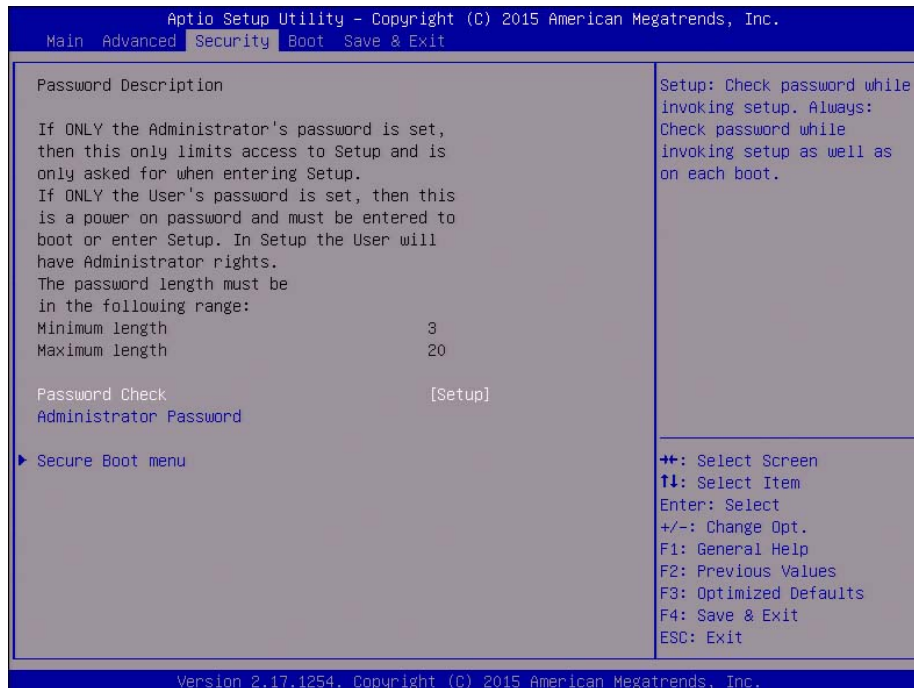 Aptio Setup Utility – Copyright (C) 2015 American Megatrends, Inc.
Main Advanced Security Boot Save & Exit
Password Description
If ONLY the Administrator's password is set,
then this only limits access to Setup and is
only asked for when entering Setup.
If ONLY the User's password is set, then this
is a power on password and must be entered to
boot or enter Setup. In Setup the User will
have Administrator rights.
The password length must be
in the following range:
Minimum length 3
Maximum length 20
Password Check [Setup]
Administrator Password
Secure Boot menu
Setup: Check password while
invoking setup. Always:
Check password while
invoking setup as well as
on each boot.
→←: Select Screen
↑↓: Select Item
Enter: Select
+/-: Change Opt.
F1: General Help
F2: Previous Values
F3: Optimized Defaults
F4: Save & Exit
ESC: Exit
Version 2.17.1254. Copyright (C) 2015 American Megatrends, Inc.